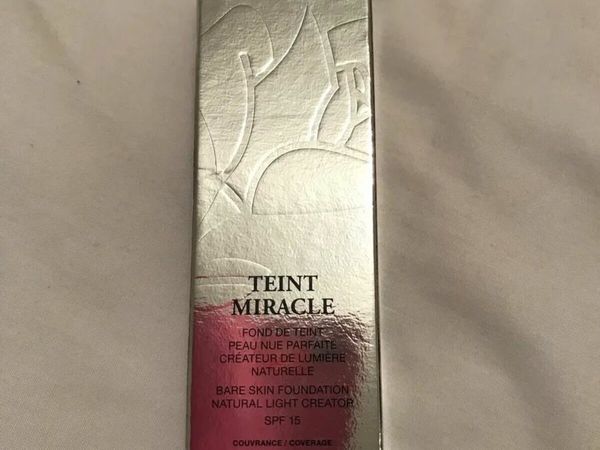 TEINT
MIRACLE
FOND DE TEINT
PEAU NUE PARFAITE
CRÉATEUR DE LUMIÈRE
NATURELLE
BARE SKIN FOUNDATION
NATURAL LIGHT CREATOR
SPF 15
COUVRANCE / COVERAGE